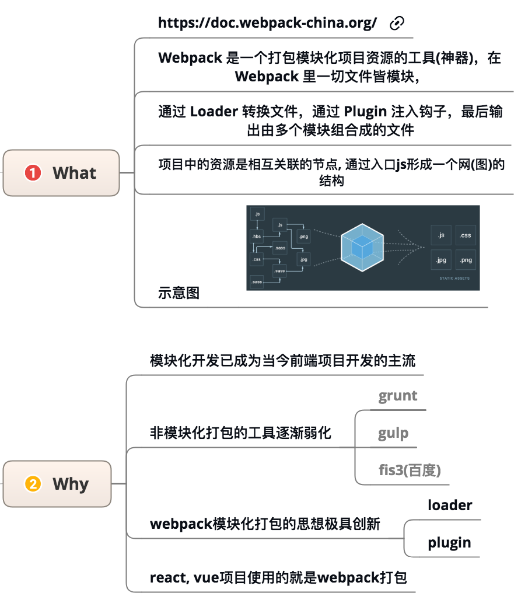 https://doc.webpack-china.org/
Webpack 是一个打包模块化项目资源的工具(神器)，在
Webpack 里一切文件皆模块，
通过 Loader 转换文件，通过 Plugin 注入钩子，最后输
出由多个模块组合成的文件
1 What
项目中的资源是相互关联的节点, 通过入口js形成一个网(图)的
结构
.js
.js
.hbs
.png
.js
.css
.sass
.css
.jpg
.jpg
.png
.sass
.sass
STATIC ASSETS
示意图
模块化开发已成为当今前端项目开发的主流
grunt
非模块化打包的工具逐渐弱化
gulp
fis3(百度)
2 Why
loader
webpack模块化打包的思想极具创新
plugin
react, vue项目使用的就是webpack打包